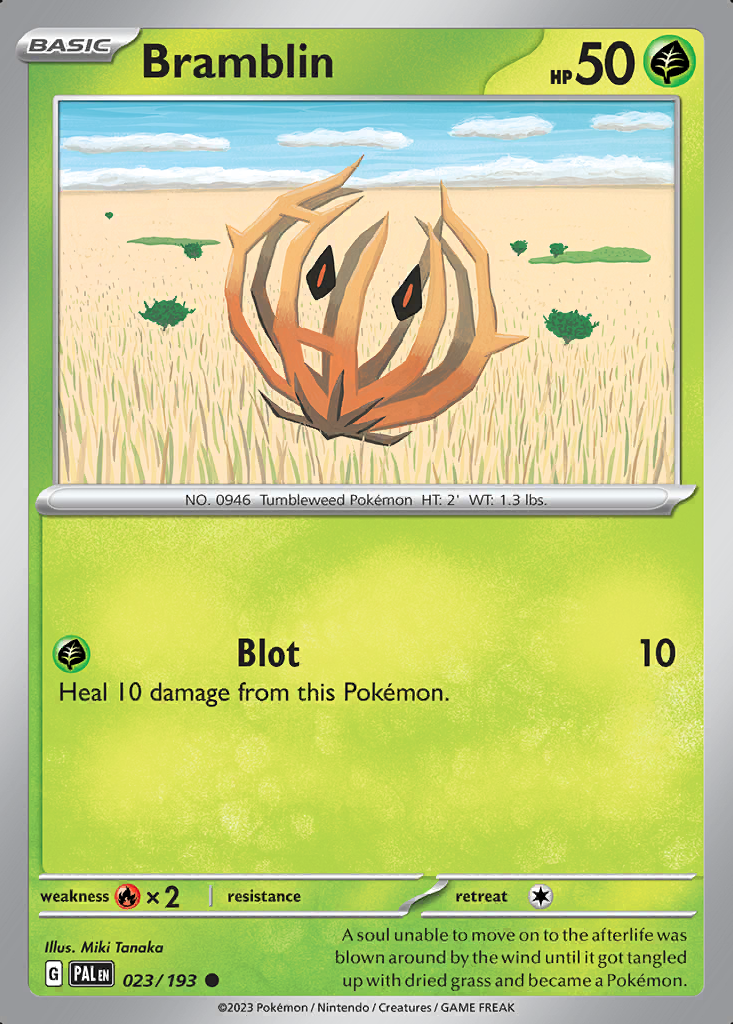 BASIC
Bramblin
HP 50
NO. 0946 Tumbleweed Pokémon HT: 2' WT: 1.3 lbs.
Blot 10
Heal 10 damage from this Pokémon.
weakness ×2 resistance retreat
Illus. Miki Tanaka
A soul unable to move on to the afterlife was
blown around by the wind until it got tangled
up with dried grass and became a Pokémon.
G PAL EN 023/193
©2023 Pokémon / Nintendo / Creatures / GAME FREAK